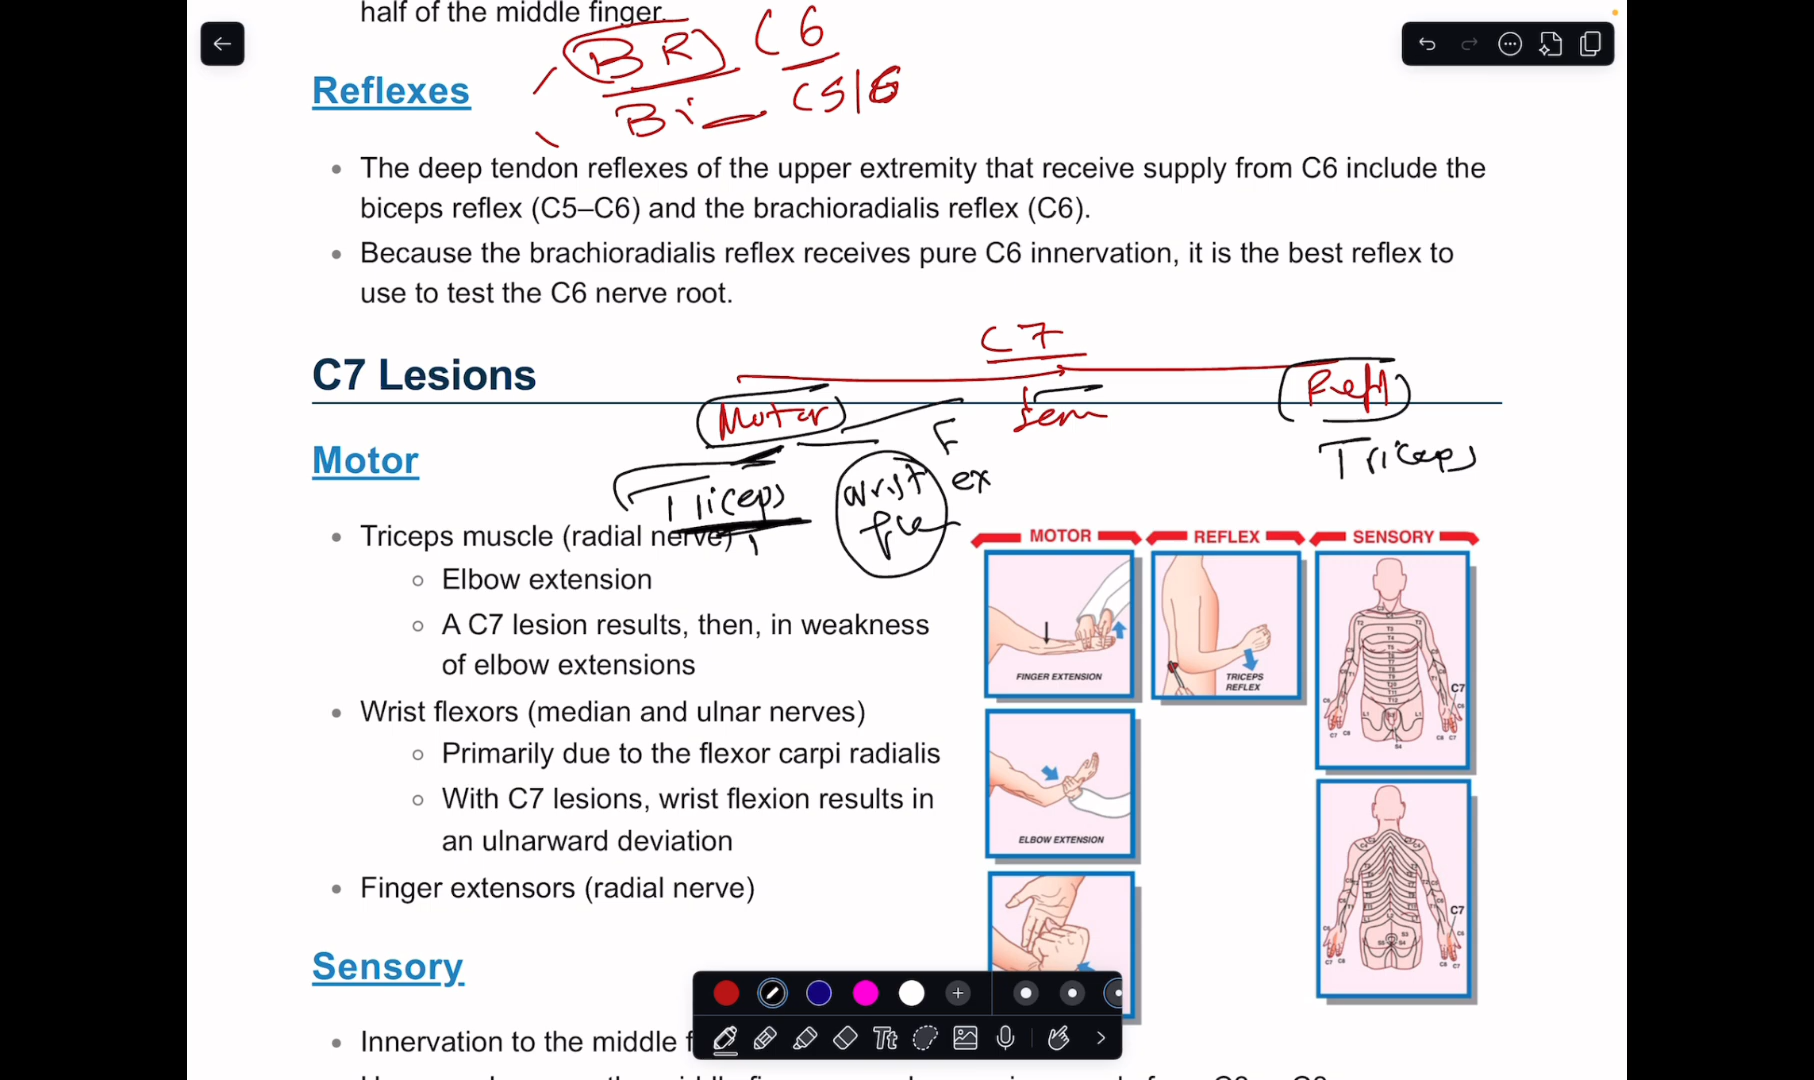 half of the middle finger.
BR C6
Reflexes
Bi C5/6
The deep tendon reflexes of the upper extremity that receive supply from C6 include the
biceps reflex (C5–C6) and the brachioradialis reflex (C6).
Because the brachioradialis reflex receives pure C6 innervation, it is the best reflex to
use to test the C6 nerve root.
C7
C7 Lesions
Motor
Refl
Motor
F
ex
Triceps
Triceps
wrist
Triceps muscle (radial nerve)
Elbow extension
A C7 lesion results, then, in weakness
of elbow extensions
Wrist flexors (median and ulnar nerves)
Primarily due to the flexor carpi radialis
With C7 lesions, wrist flexion results in
an ulnarward deviation
Finger extensors (radial nerve)
MOTOR REFLEX SENSORY
FINGER EXTENSION
TRICEPS
REFLEX
C7
ELBOW EXTENSION
C7
Sensory
Innervation to the middle f
Tt